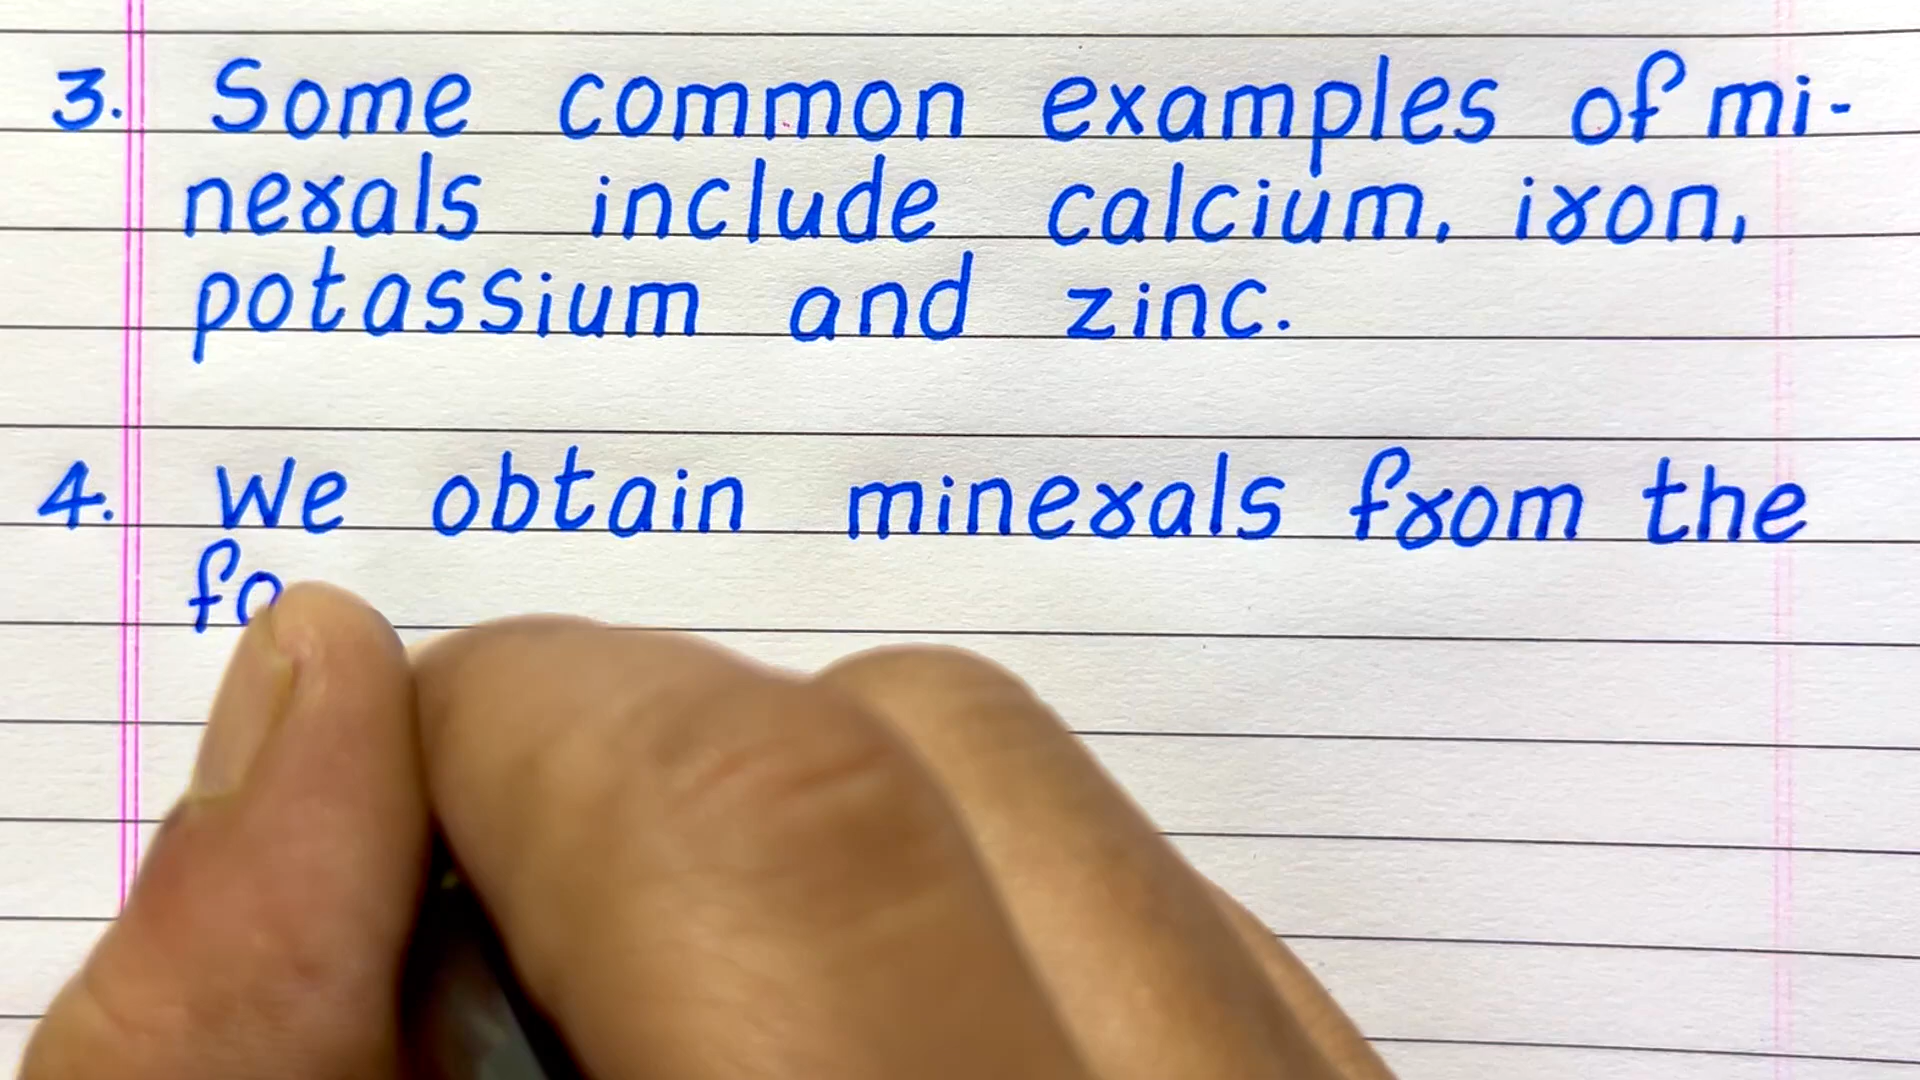 3. Some common examples of mi-
nerals include calcium, iron,
potassium and zinc.
4. We obtain minerals from the
fo